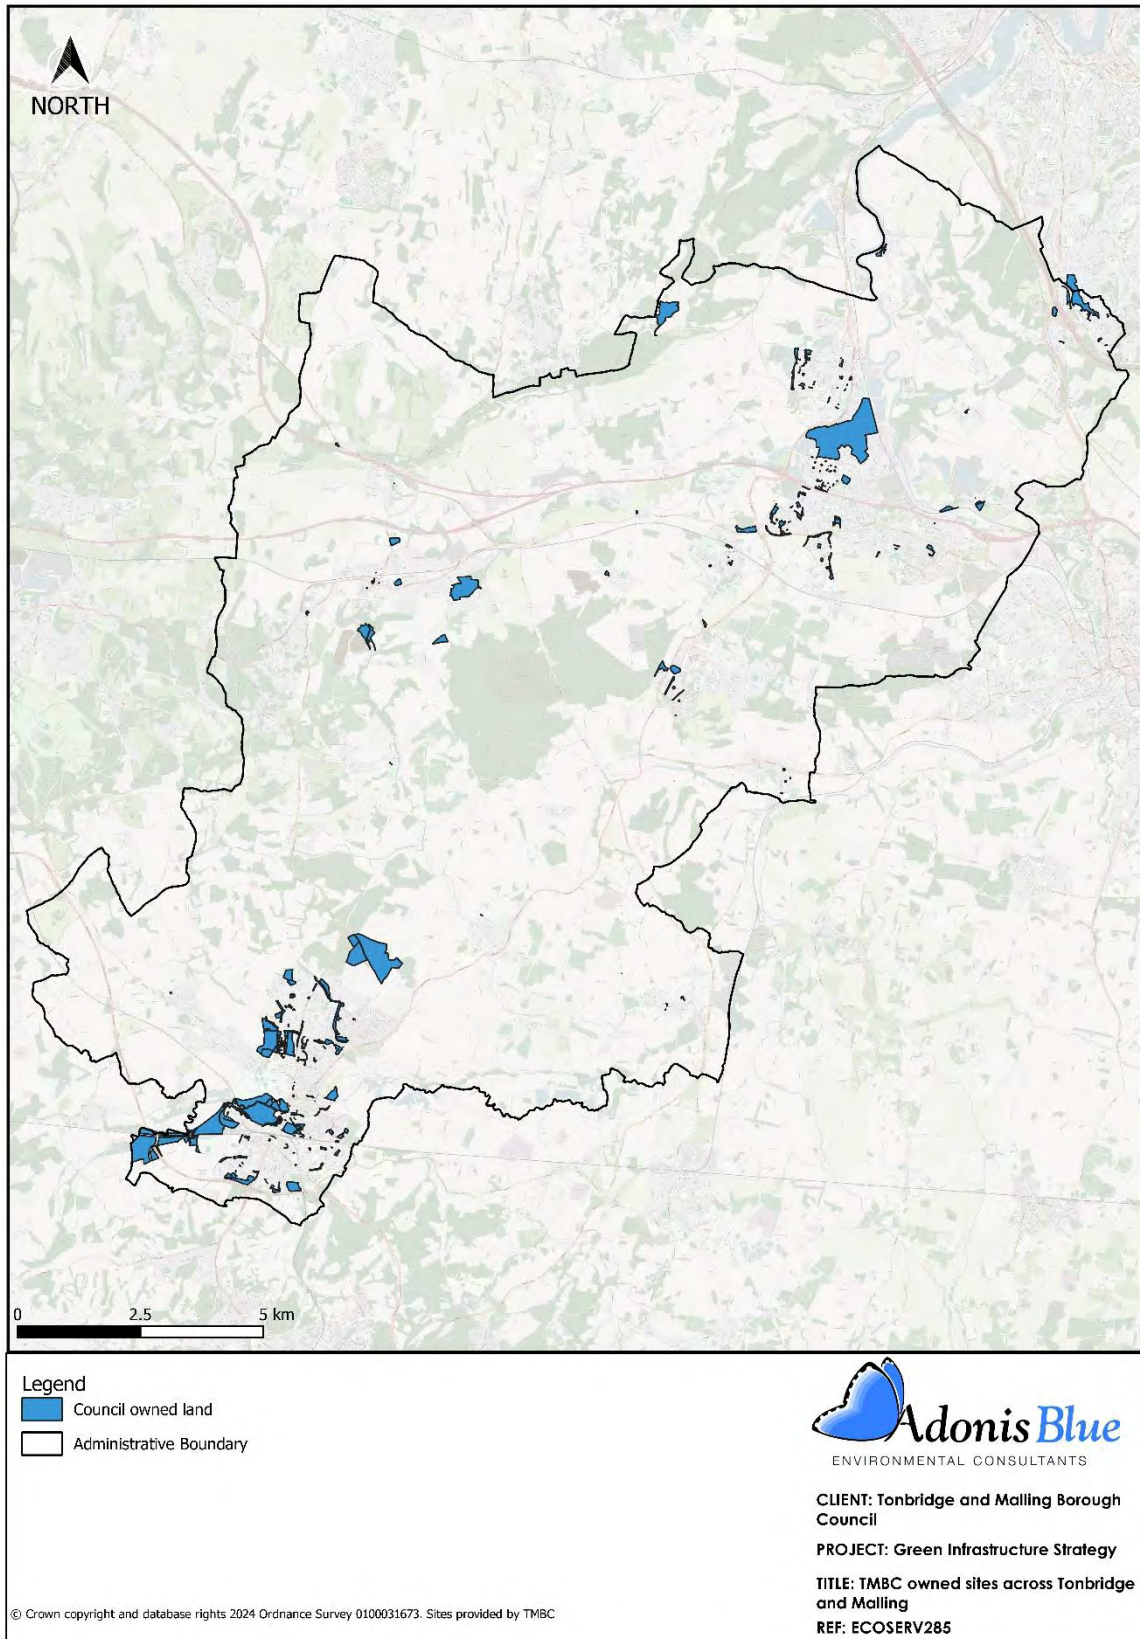 NORTH
0 2.5 5 km
Legend
Council owned land
Administrative Boundary
Adonis Blue
ENVIRONMENTAL CONSULTANTS
CLIENT: Tonbridge and Malling Borough
Council
PROJECT: Green Infrastructure Strategy
TITLE: TMBC owned sites across Tonbridge
and Malling
REF: ECOSERV285
© Crown copyright and database rights 2024 Ordnance Survey 0100031673. Sites provided by TMBC